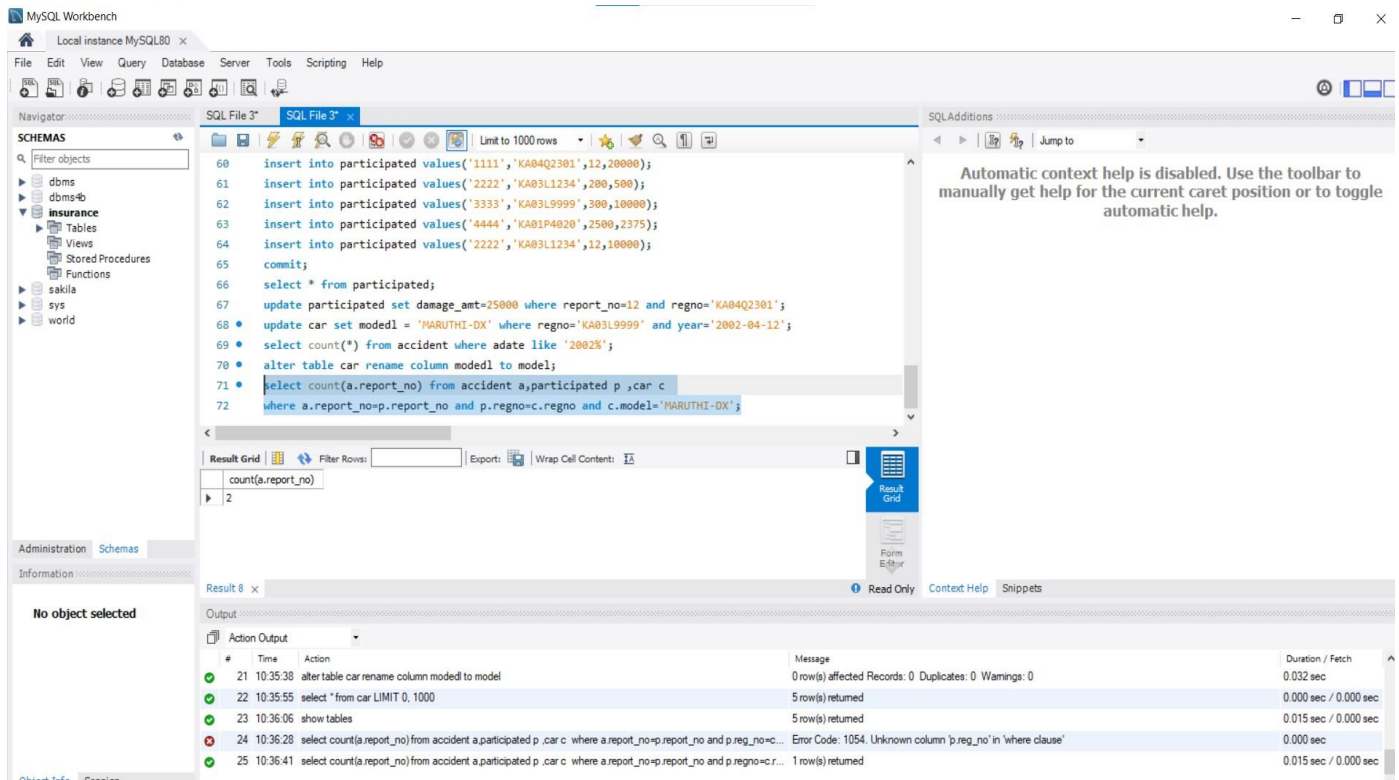 MySQL Workbench
Local instance MySQL80
File Edit View Query Database Server Tools Scripting Help
Navigator
SCHEMAS
Filter objects
dbms
dbms4b
insurance
Tables
Views
Stored Procedures
Functions
sakila
sys
world
Administration Schemas
Information
No object selected
SQL File 3* SQL File 3*
Limit to 1000 rows
60 insert into participated values('1111','KA04Q2301',12,20000);
61 insert into participated values('2222','KA03L1234',200,500);
62 insert into participated values('3333','KA03L9999',300,10000);
63 insert into participated values('4444','KA01P4020',2500,2375);
64 insert into participated values('2222','KA03L1234',12,10000);
65 commit;
66 select * from participated;
67 update participated set damage_amt=25000 where report_no=12 and regno='KA04Q2301';
68 update car set modedl = 'MARUTHI-DX' where regno='KA03L9999' and year='2002-04-12';
69 select count(*) from accident where adate like '2002%';
70 alter table car rename column modedl to model;
71 select count(a.report_no) from accident a,participated p ,car c
72 where a.report_no=p.report_no and p.regno=c.regno and c.model='MARUTHI-DX';
Result Grid Filter Rows: Export: Wrap Cell Content:
count(a.report_no)
2
Result Grid
Form Editor
Result 8
Read Only
SQLAdditions
Jump to
Automatic context help is disabled. Use the toolbar to
manually get help for the current caret position or to toggle
automatic help.
Context Help Snippets
Output
Action Output
# Time Action Message Duration / Fetch
21 10:35:38 alter table car rename column modedl to model 0 row(s) affected Records: 0 Duplicates: 0 Warnings: 0 0.032 sec
22 10:35:55 select * from car LIMIT 0, 1000 5 row(s) returned 0.000 sec / 0.000 sec
23 10:36:06 show tables 5 row(s) returned 0.015 sec / 0.000 sec
24 10:36:28 select count(a.report_no) from accident a,participated p ,car c where a.report_no=p.report_no and p.reg_no=c... Error Code: 1054. Unknown column 'p.reg_no' in 'where clause' 0.000 sec
25 10:36:41 select count(a.report_no) from accident a,participated p ,car c where a.report_no=p.report_no and p.regno=c.r... 1 row(s) returned 0.015 sec / 0.000 sec